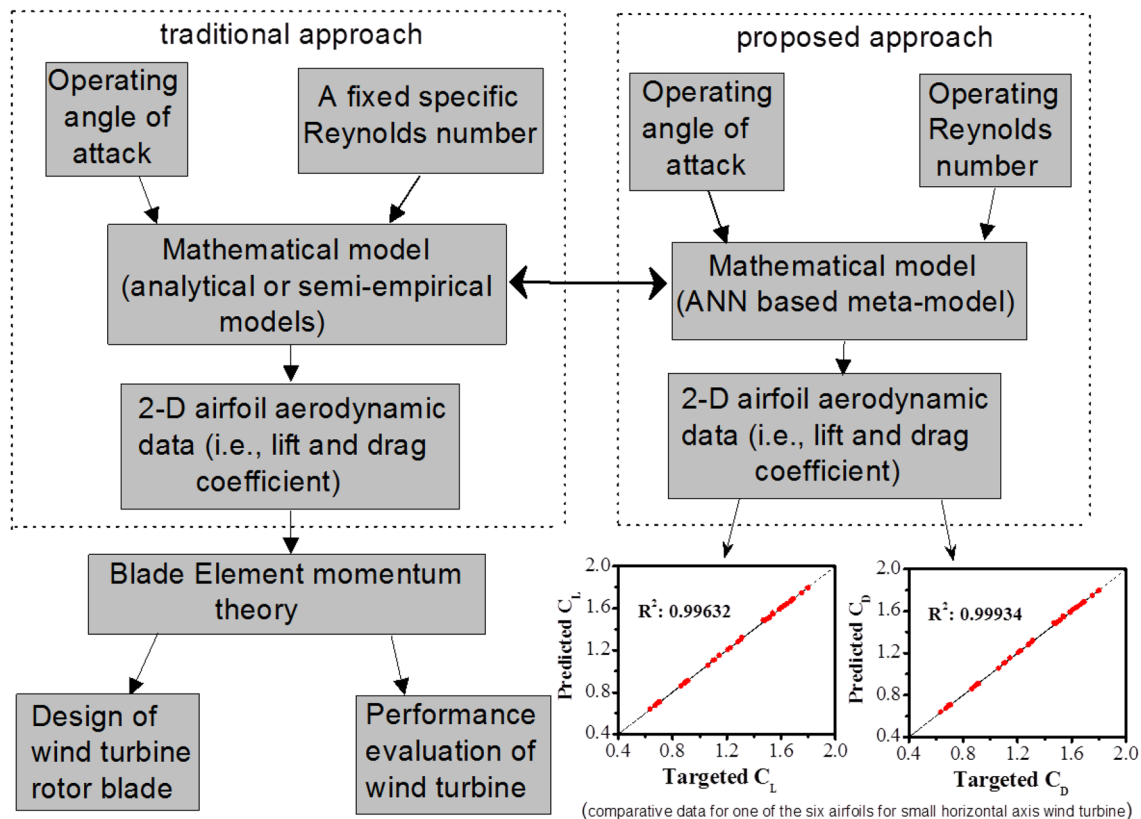 traditional approach
Operating
angle of
attack
A fixed specific
Reynolds number
Mathematical model
(analytical or semi-empirical
models)
2-D airfoil aerodynamic
data (i.e., lift and drag
coefficient)
Blade Element momentum
theory
Design of
wind turbine
rotor blade
Performance
evaluation of
wind turbine
proposed approach
Operating
angle of
attack
Operating
Reynolds
number
Mathematical model
(ANN based meta-model)
2-D airfoil aerodynamic
data (i.e., lift and drag
coefficient)
2.0
1.6
1.2
0.8
0.4
Predicted C_L
R²: 0.99632
0.4 0.8 1.2 1.6 2.0
Targeted C_L
2.0
1.6
1.2
0.8
0.4
Predicted C_D
R²: 0.99934
0.4 0.8 1.2 1.6 2.0
Targeted C_D
(comparative data for one of the six airfoils for small horizontal axis wind turbine)